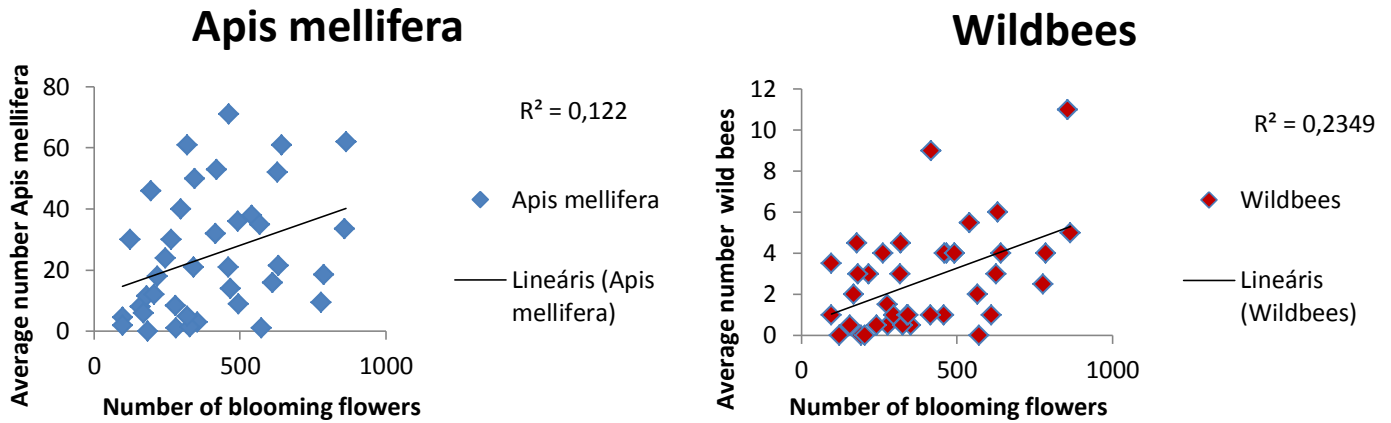 Apis mellifera
Average number Apis mellifera
80
60
40
20
0
0
500
1000
Number of blooming flowers
R² = 0,122
Apis mellifera
Lineáris (Apis
mellifera)
Wildbees
Average number wild bees
12
10
8
6
4
2
0
0
500
1000
Number of blooming flowers
R² = 0,2349
Wildbees
Lineáris
(Wildbees)